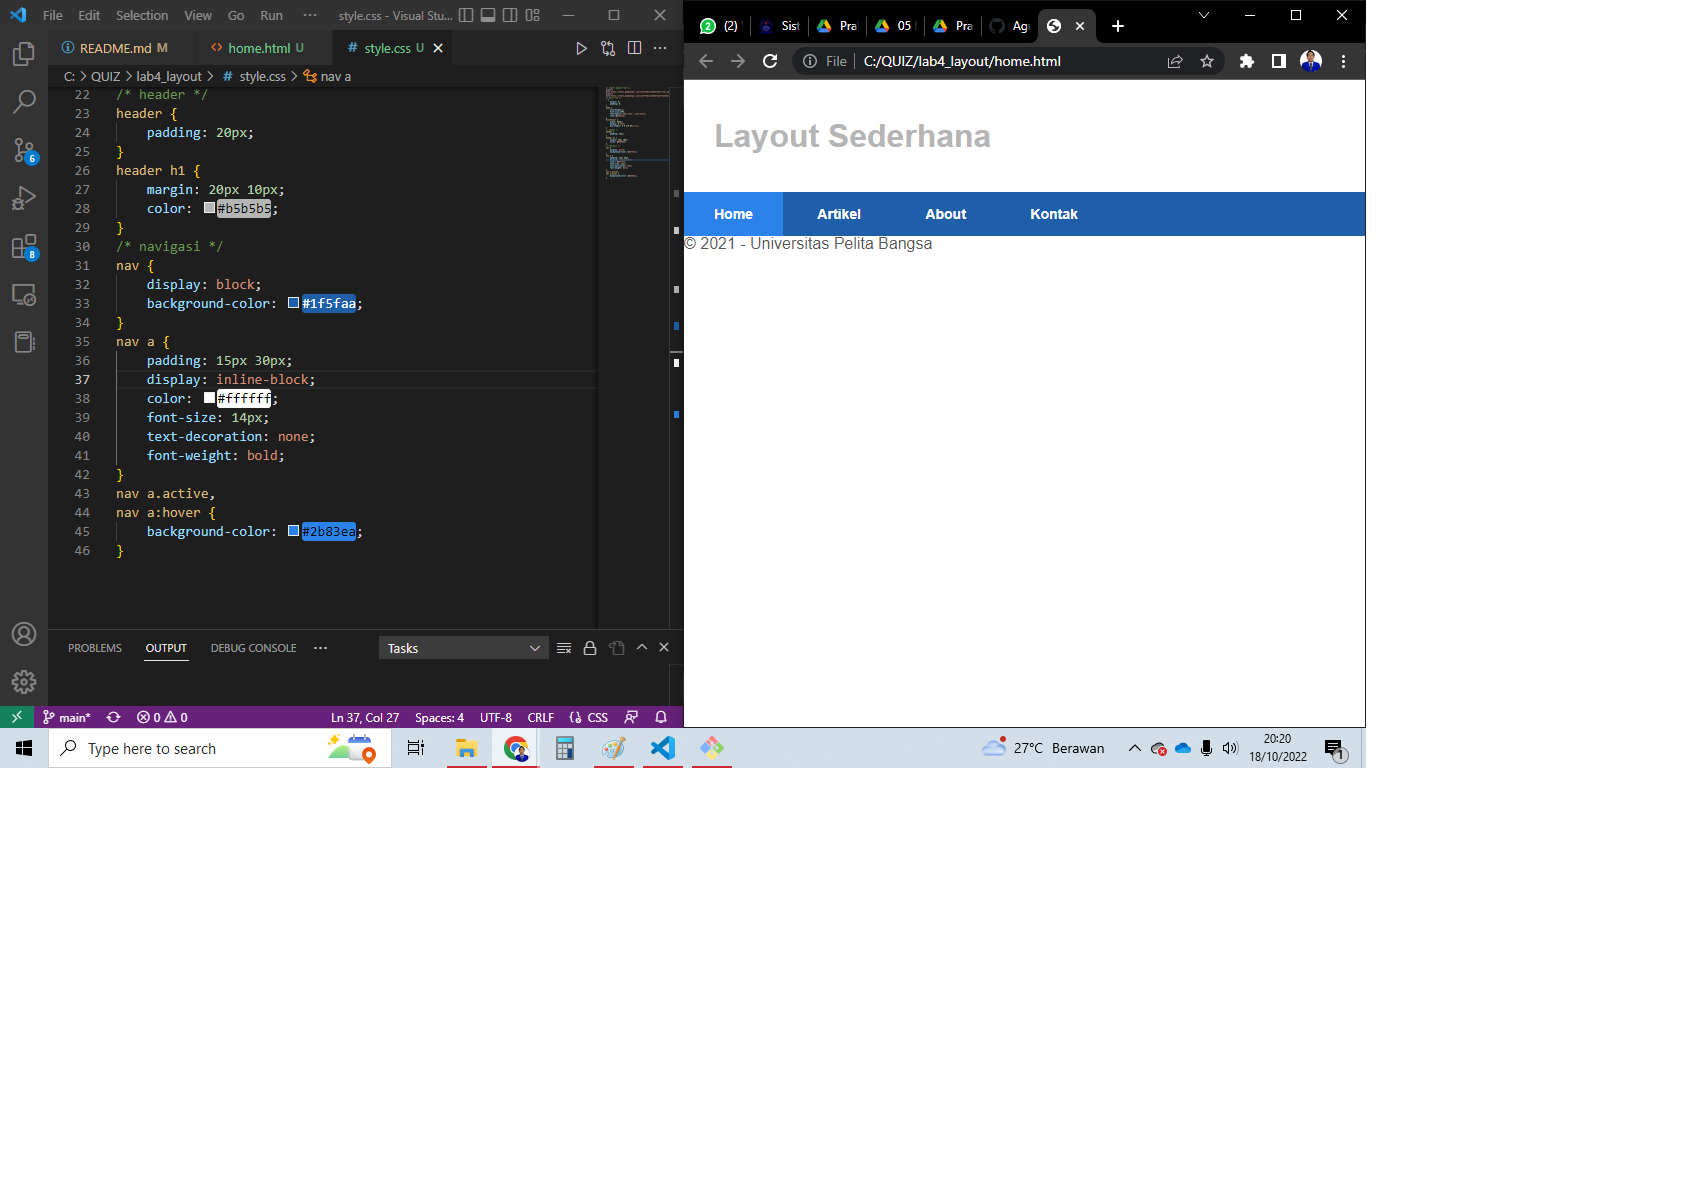 File Edit Selection View Go Run ··· style.css - Visual Stu...
README.md M
home.html U
# style.css U
C: > QUIZ > lab4_layout > # style.css > nav a
22 /* header */
23 header {
24 padding: 20px;
25 }
26 header h1 {
27 margin: 20px 10px;
28 color: #b5b5b5;
29 }
30 /* navigasi */
31 nav {
32 display: block;
33 background-color: #1f5faa;
34 }
35 nav a {
36 padding: 15px 30px;
37 display: inline-block;
38 color: #ffffff;
39 font-size: 14px;
40 text-decoration: none;
41 font-weight: bold;
42 }
43 nav a.active,
44 nav a:hover {
45 background-color: #2b83ea;
46 }
6
8
PROBLEMS OUTPUT DEBUG CONSOLE ··· Tasks
main* 0 0 Ln 37, Col 27 Spaces: 4 UTF-8 CRLF CSS
2 (2) Sist Pra 05 Pra Ag
File C:/QUIZ/lab4_layout/home.html
Layout Sederhana
Home Artikel About Kontak
© 2021 - Universitas Pelita Bangsa
Type here to search
27°C Berawan
20:20
18/10/2022
1